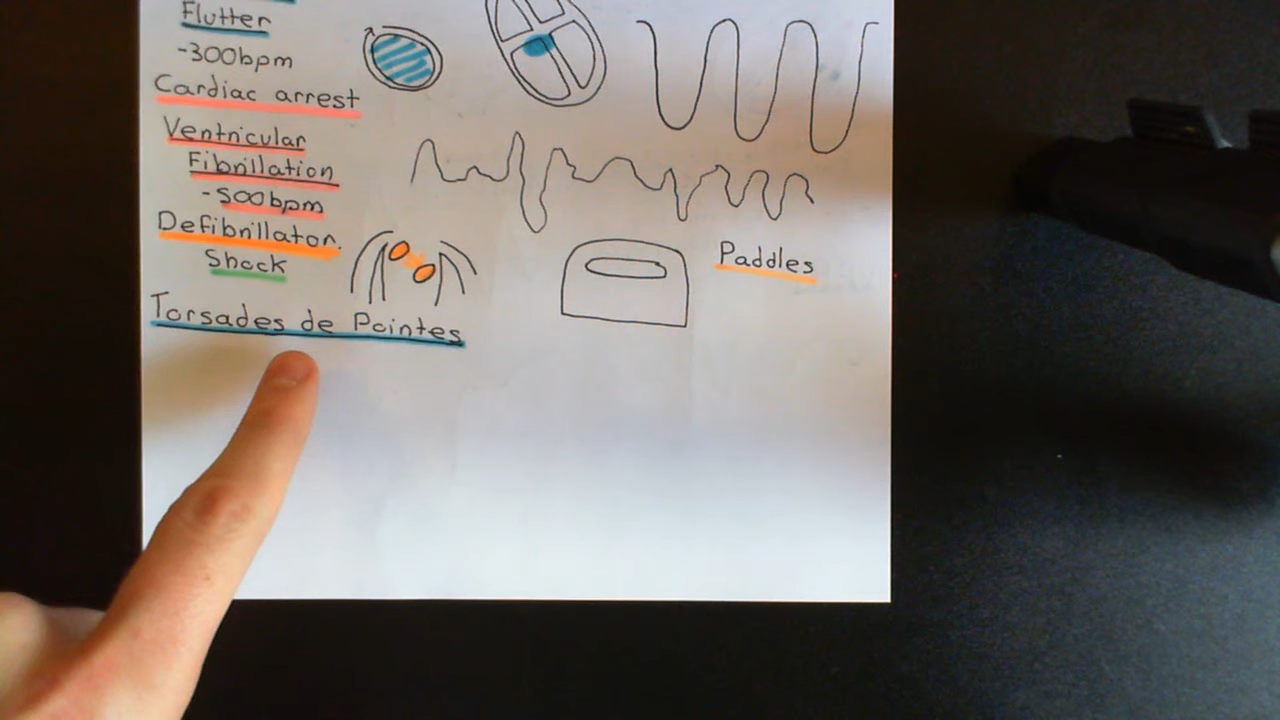 Flutter
-300bpm
Cardiac arrest
Ventricular
Fibrillation
-500bpm
Defibrillator.
Shock
Paddles
Torsades de Pointes